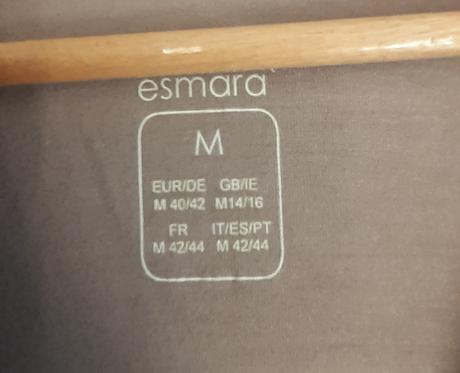 esmara
M
EUR/DE GB/IE
M 40/42 M14/16
FR IT/ES/PT
M 42/44 M 42/44